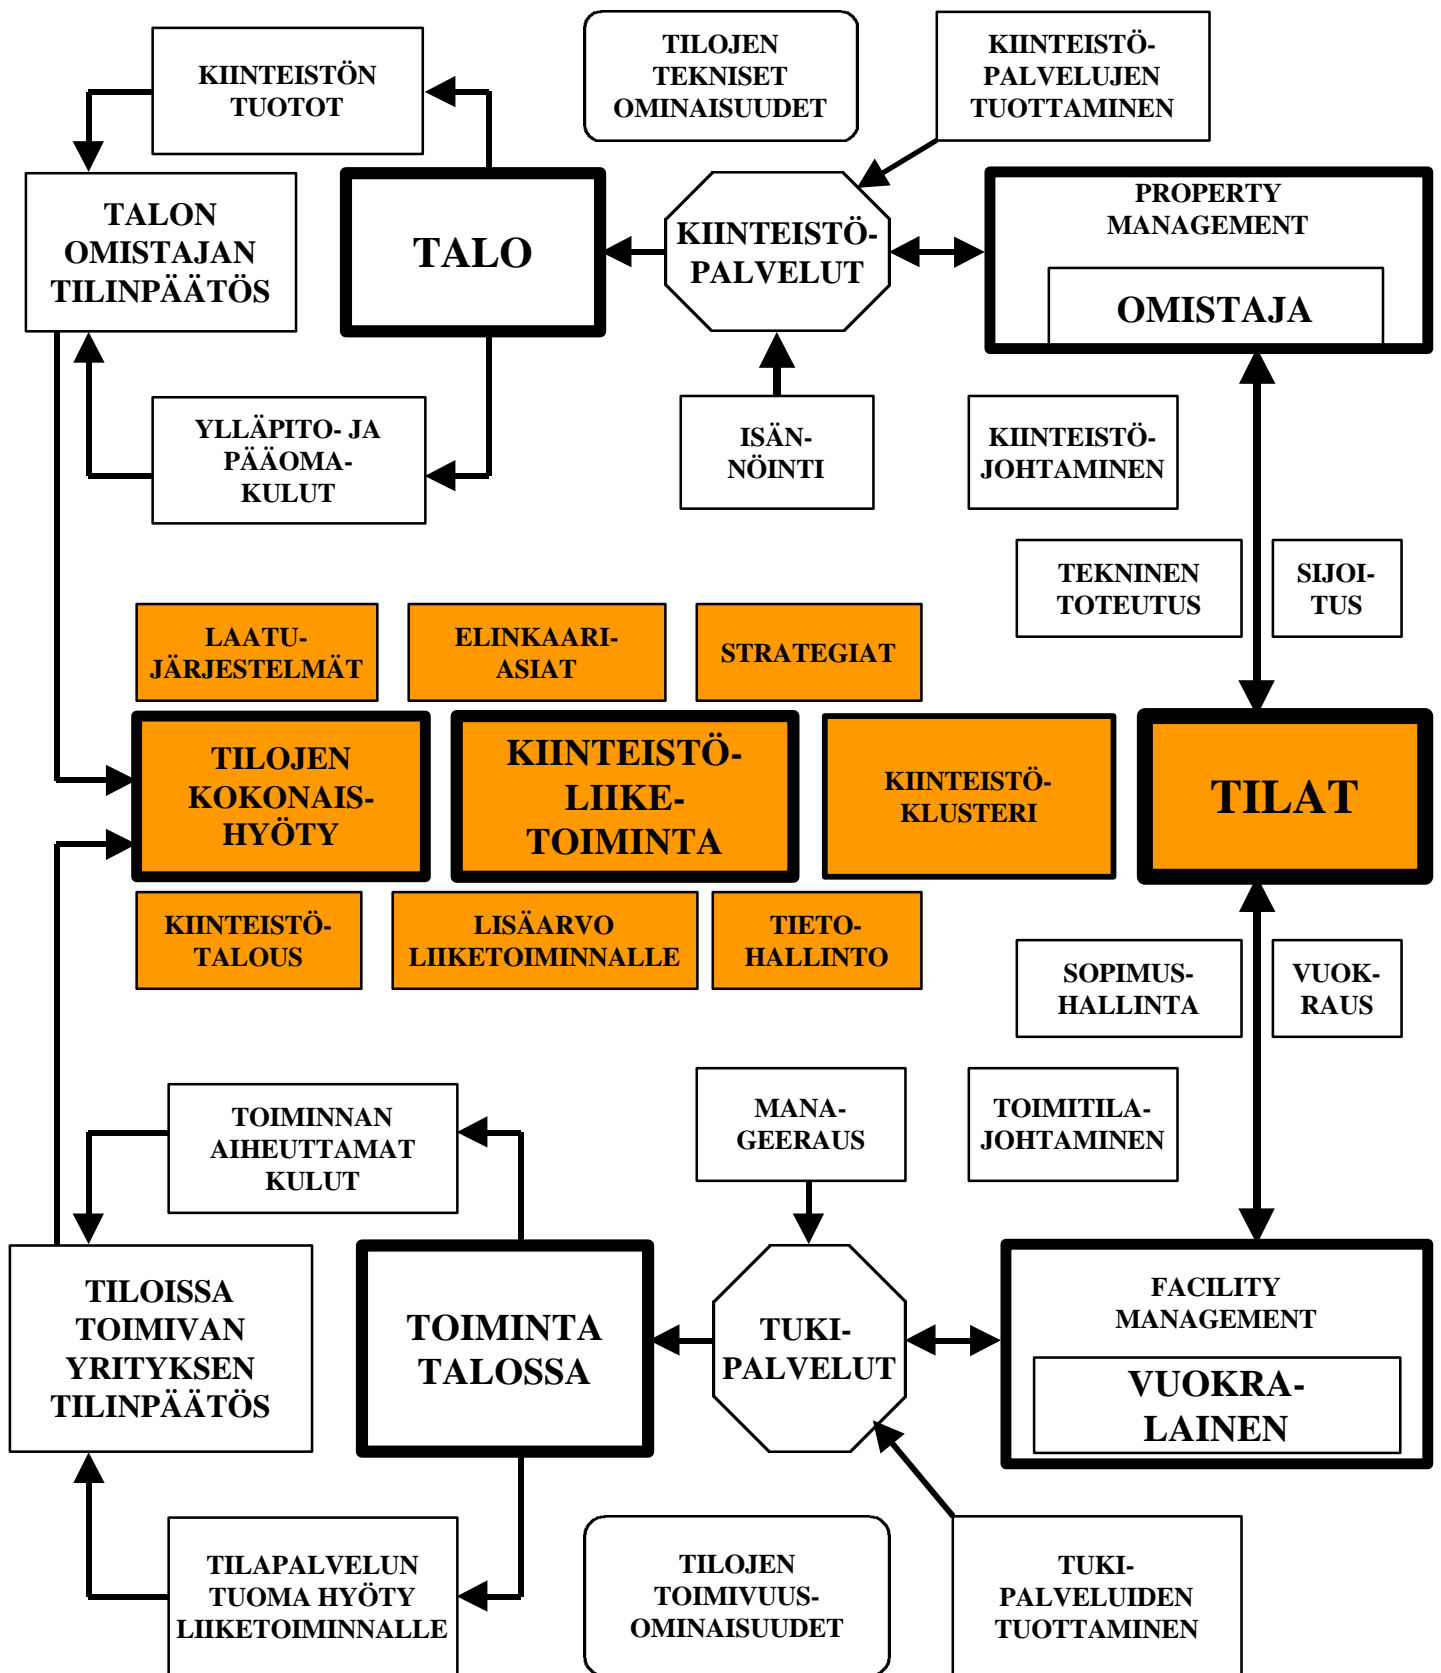 KIINTEISTÖN
TUOTOT
TILOJEN
TEKNISET
OMINAISUUDET
KIINTEISTÖ-
PALVELUJEN
TUOTTAMINEN
TALON
OMISTAJAN
TILINPÄÄTÖS
TALO
KIINTEISTÖ-
PALVELUT
PROPERTY
MANAGEMENT
OMISTAJA
YLLÄPITO- JA
PÄÄOMA-
KULUT
ISÄN-
NÖINTI
KIINTEISTÖ-
JOHTAMINEN
TEKNINEN
TOTEUTUS
SIJOI-
TUS
LAATU-
JÄRJESTELMÄT
ELINKAARI-
ASIAT
STRATEGIAT
TILOJEN
KOKONAIS-
HYÖTY
KIINTEISTÖ-
LIIKE-
TOIMINTA
KIINTEISTÖ-
KLUSTERI
TILAT
KIINTEISTÖ-
TALOUS
LISÄARVO
LIIKETOIMINNALLE
TIETO-
HALLINTO
SOPIMUS-
HALLINTA
VUOK-
RAUS
TOIMINNAN
AIHEUTTAMAT
KULUT
MANA-
GEERAUS
TOIMITILA-
JOHTAMINEN
TILOISSA
TOIMIVAN
YRITYKSEN
TILINPÄÄTÖS
TOIMINTA
TALOSSA
TUKI-
PALVELUT
FACILITY
MANAGEMENT
VUOKRA-
LAINEN
TILAPALVELUN
TUOMA HYÖTY
LIIKETOIMINNALLE
TILOJEN
TOIMIVUUS-
OMINAISUUDET
TUKI-
PALVELUIDEN
TUOTTAMINEN